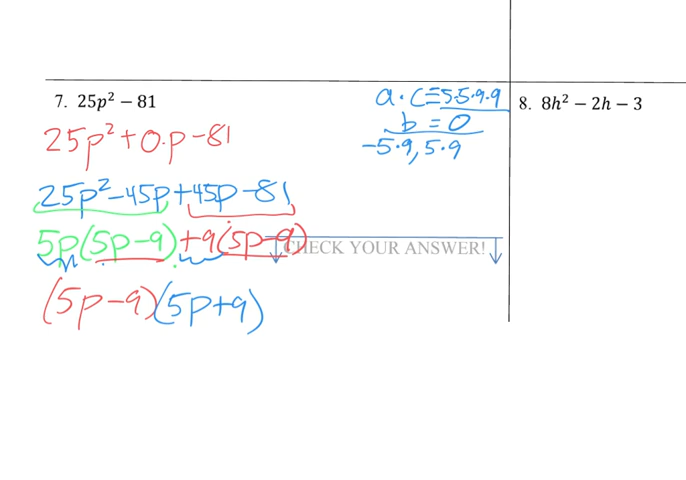 7. 25p² − 81
a · c = 5·5·9·9
8. 8h² − 2h − 3
25p² + 0·p − 81
b = 0
−5·9, 5·9
25p² − 45p + 45p − 81
5p(5p − 9) + 9(5p − 9)
CHECK YOUR ANSWER!
(5p − 9)(5p + 9)